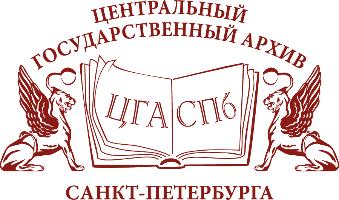 ЦЕНТРАЛЬНЫЙ
ГОСУДАРСТВЕННЫЙ АРХИВ
ЦГА СПб
САНКТ-ПЕТЕРБУРГА